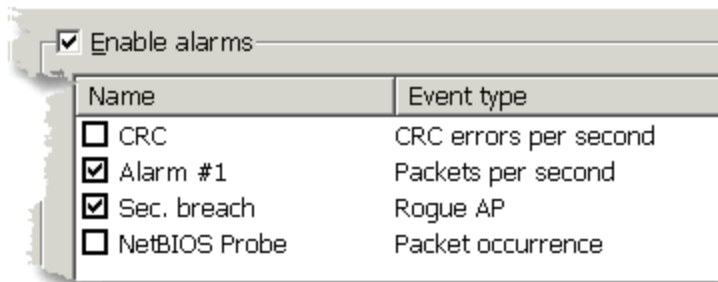 Enable alarms
Name Event type
CRC CRC errors per second
Alarm #1 Packets per second
Sec. breach Rogue AP
NetBIOS Probe Packet occurrence